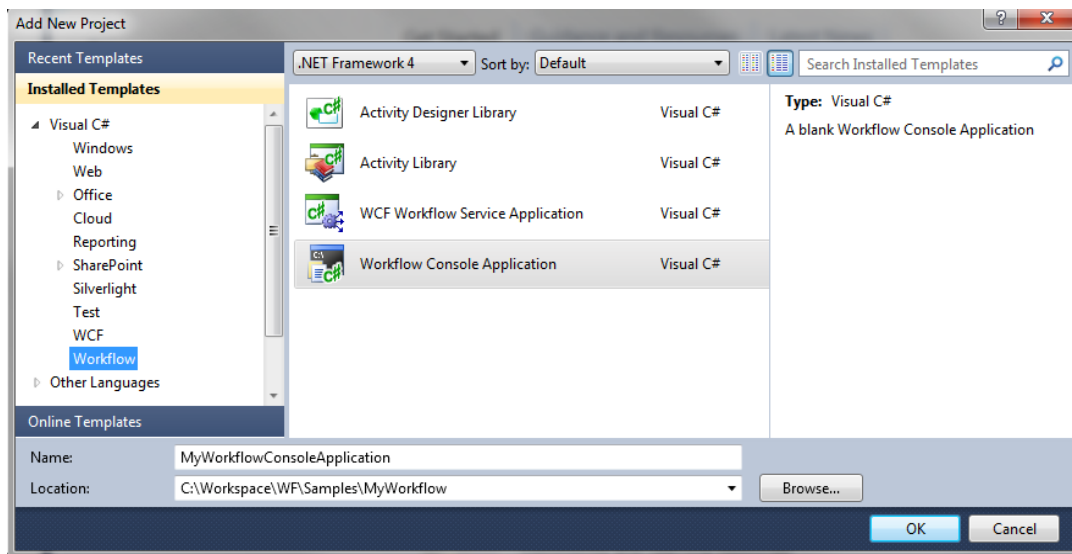 Add New Project
Recent Templates
Installed Templates
Visual C#
Windows
Web
Office
Cloud
Reporting
SharePoint
Silverlight
Test
WCF
Workflow
Other Languages
Online Templates
.NET Framework 4 Sort by: Default
Search Installed Templates
Activity Designer Library Visual C#
Activity Library Visual C#
WCF Workflow Service Application Visual C#
Workflow Console Application Visual C#
Type: Visual C#
A blank Workflow Console Application
Name: MyWorkflowConsoleApplication
Location: C:\Workspace\WF\Samples\MyWorkflow
Browse...
OK Cancel